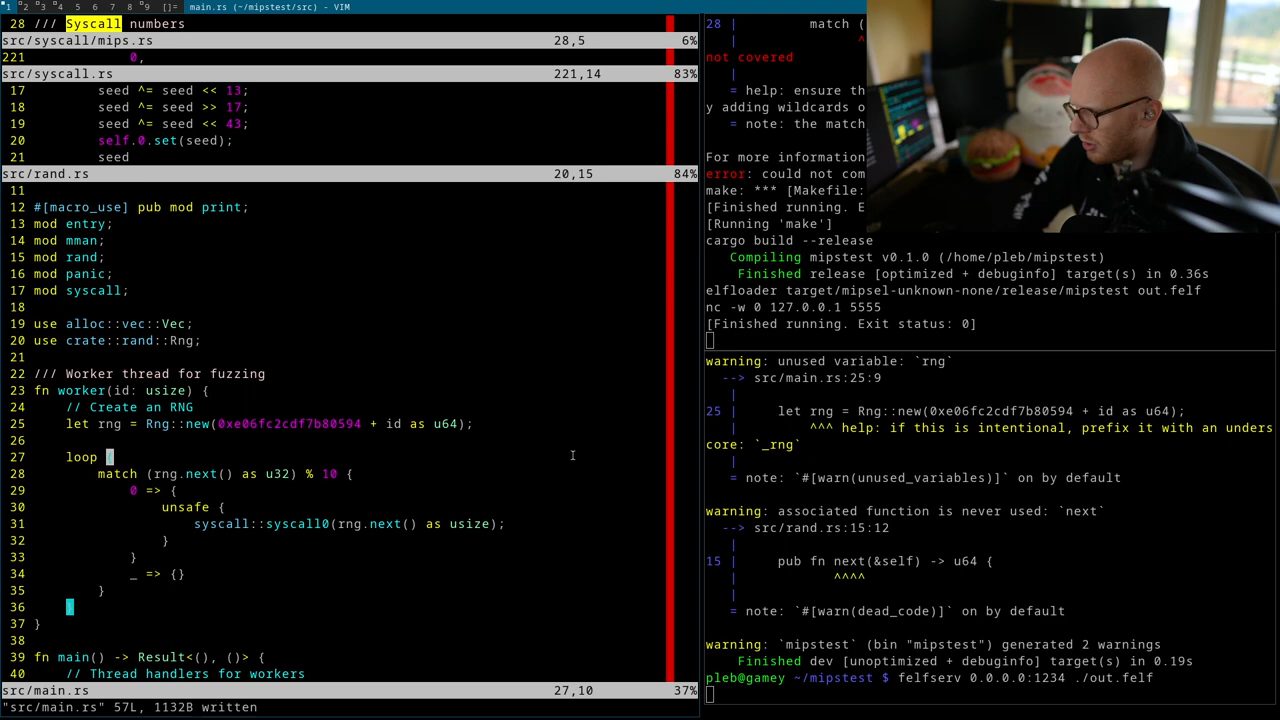 1 2 3 4 5 6 7 8 9 []= main.rs (~/mipstest/src) - VIM
28 /// Syscall numbers
src/syscall/mips.rs 28,5 6%
221 0,
src/syscall.rs 221,14 83%
17 seed ^= seed << 13;
18 seed ^= seed >> 17;
19 seed ^= seed << 43;
20 self.0.set(seed);
21 seed
src/rand.rs 20,15 84%
11
12 #[macro_use] pub mod print;
13 mod entry;
14 mod mman;
15 mod rand;
16 mod panic;
17 mod syscall;
18
19 use alloc::vec::Vec;
20 use crate::rand::Rng;
21
22 /// Worker thread for fuzzing
23 fn worker(id: usize) {
24 // Create an RNG
25 let rng = Rng::new(0xe06fc2cdf7b80594 + id as u64);
26
27 loop {
28 match (rng.next() as u32) % 10 {
29 0 => {
30 unsafe {
31 syscall::syscall0(rng.next() as usize);
32 }
33 }
34 _ => {}
35 }
36 }
37 }
38
39 fn main() -> Result<(), ()> {
40 // Thread handlers for workers
src/main.rs 27,10 37%
"src/main.rs" 57L, 1132B written
28 | match (
| ^
not covered
|
= help: ensure th
y adding wildcards o
= note: the match
For more information
error: could not com
make: *** [Makefile:
[Finished running. E
[Running 'make']
cargo build --release
Compiling mipstest v0.1.0 (/home/pleb/mipstest)
Finished release [optimized + debuginfo] target(s) in 0.36s
elfloader target/mipsel-unknown-none/release/mipstest out.felf
nc -w 0 127.0.0.1 5555
[Finished running. Exit status: 0]
warning: unused variable: `rng`
--> src/main.rs:25:9
|
25 | let rng = Rng::new(0xe06fc2cdf7b80594 + id as u64);
| ^^^ help: if this is intentional, prefix it with an unders
core: `_rng`
|
= note: `#[warn(unused_variables)]` on by default
warning: associated function is never used: `next`
--> src/rand.rs:15:12
|
15 | pub fn next(&self) -> u64 {
| ^^^^
|
= note: `#[warn(dead_code)]` on by default
warning: `mipstest` (bin "mipstest") generated 2 warnings
Finished dev [unoptimized + debuginfo] target(s) in 0.19s
pleb@gamey ~/mipstest $ felfserv 0.0.0.0:1234 ./out.felf